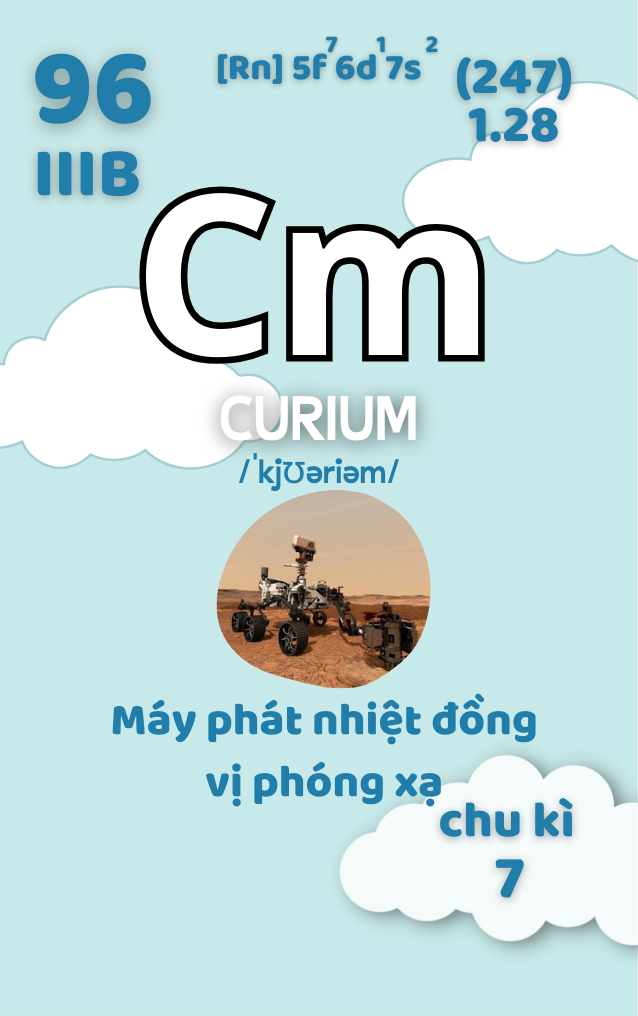 96
IIIB
[Rn] 5f⁷ 6d¹ 7s²
(247)
1.28
Cm
CURIUM
/ˈkjʊəriəm/
Máy phát nhiệt đồng
vị phóng xạ
chu kì
7